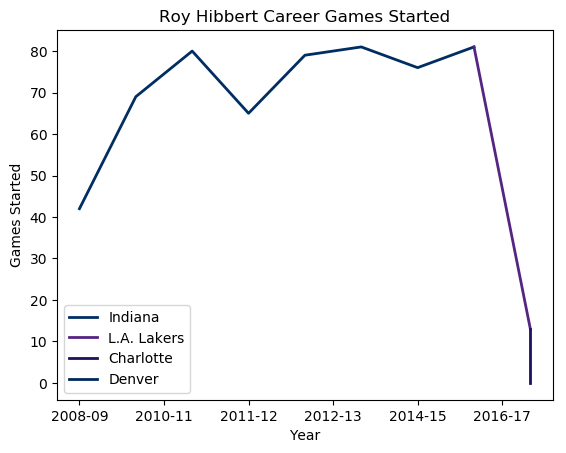 Roy Hibbert Career Games Started
Games Started
80
70
60
50
40
30
20
10
0
Indiana
L.A. Lakers
Charlotte
Denver
2008-09 2010-11 2011-12 2012-13 2014-15 2016-17
Year